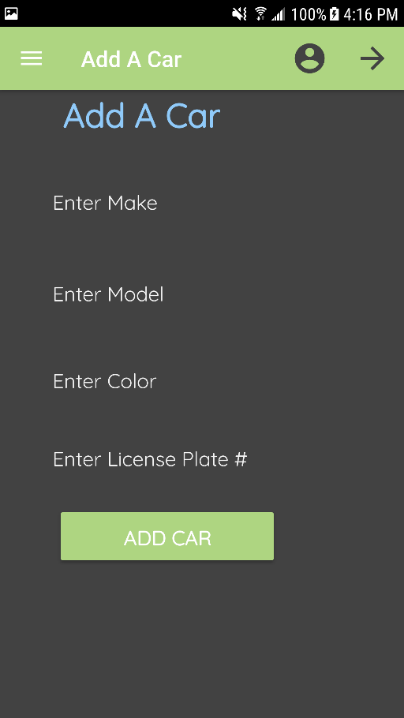 100% 4:16 PM
Add A Car
Add A Car
Enter Make
Enter Model
Enter Color
Enter License Plate #
ADD CAR